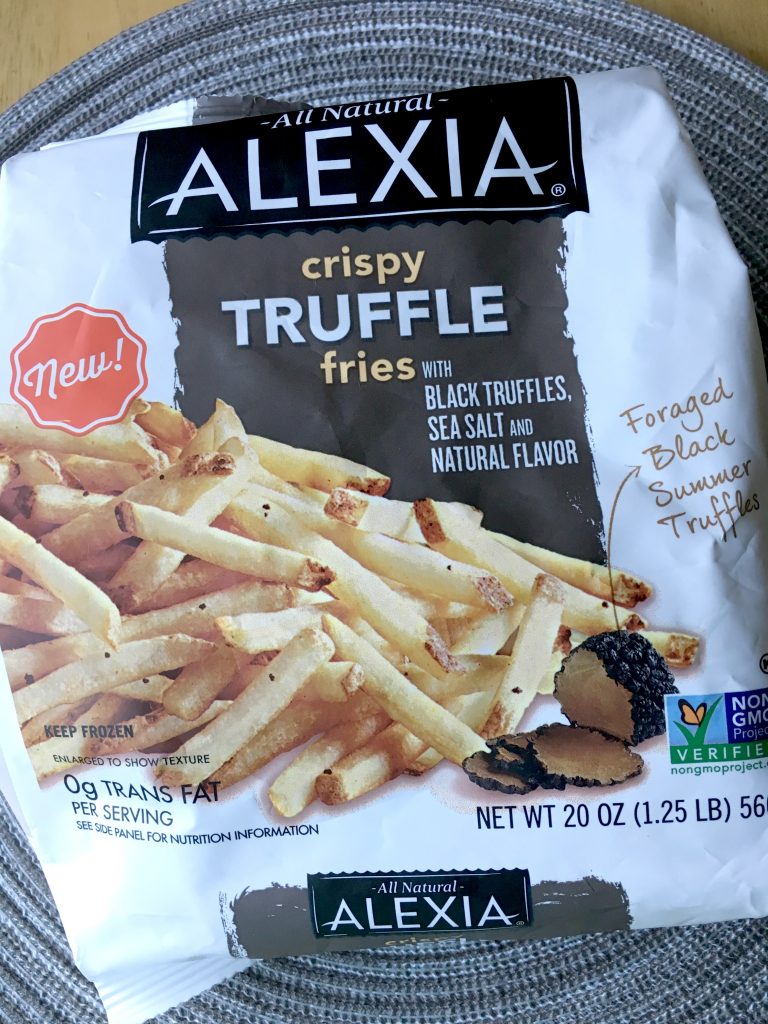 -All Natural-
ALEXIA®
crispy
TRUFFLE
fries WITH
BLACK TRUFFLES,
SEA SALT AND
NATURAL FLAVOR
New!
Foraged
Black
Summer
Truffles
KEEP FROZEN
ENLARGED TO SHOW TEXTURE
0g TRANS FAT
PER SERVING
SEE SIDE PANEL FOR NUTRITION INFORMATION
NON
GMO
Project
VERIFIED
nongmoproject.o
NET WT 20 OZ (1.25 LB) 56
-All Natural-
ALEXIA®
crispy